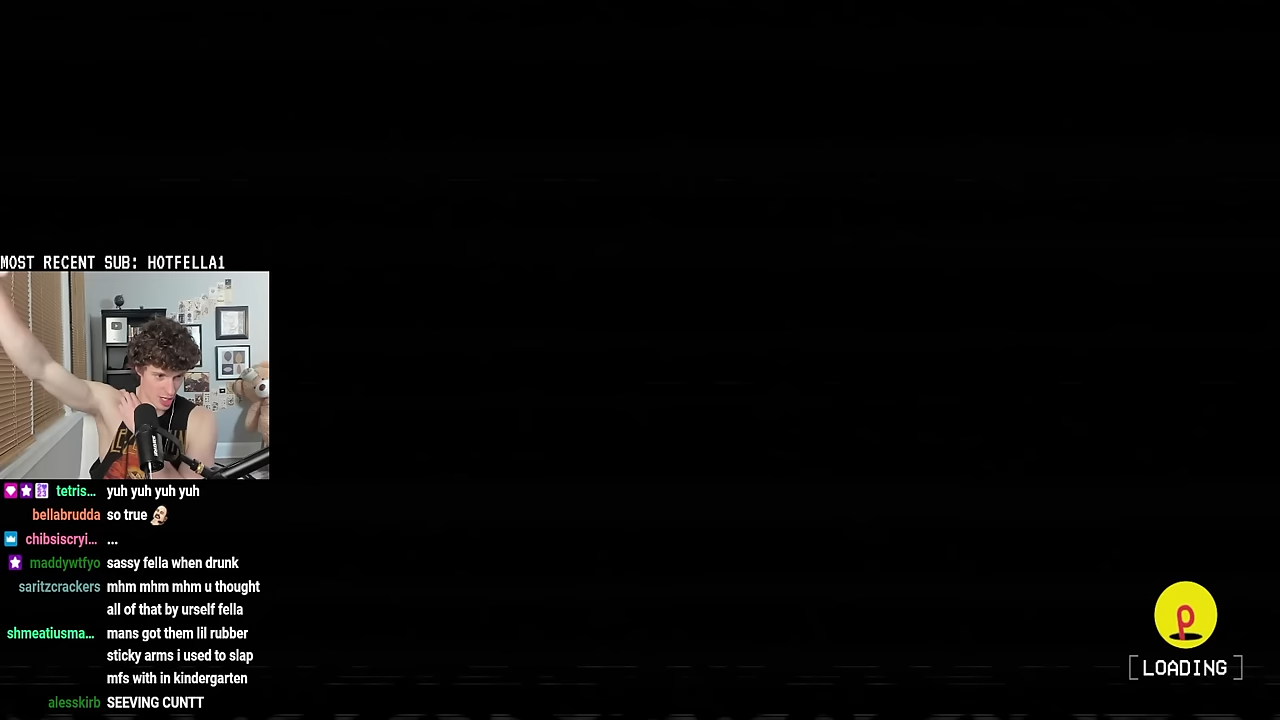 MOST RECENT SUB: HOTFELLA1
tetris... yuh yuh yuh yuh
bellabrudda so true
chibsiscryi... ...
maddywtfyo sassy fella when drunk
saritzcrackers mhm mhm mhm u thought
all of that by urself fella
shmeatiusma... mans got them lil rubber
sticky arms i used to slap
mfs with in kindergarten
alesskirb SEEVING CUNTT
p
[LOADING]